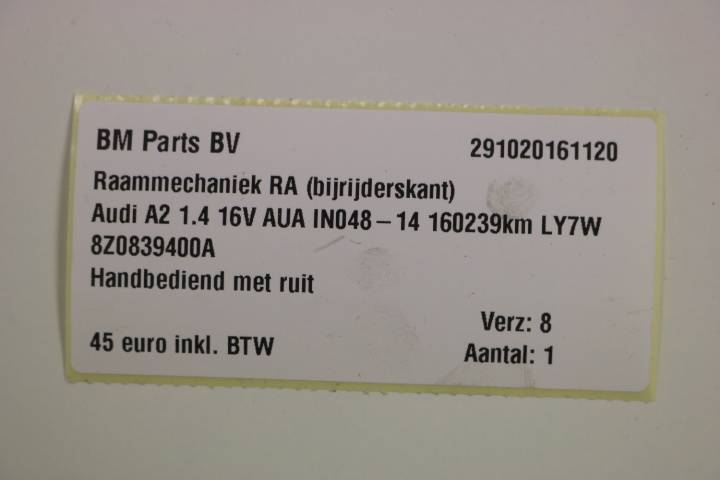 BM Parts BV 291020161120
Raammechaniek RA (bijrijderskant)
Audi A2 1.4 16V AUA IN048-14 160239km LY7W
8Z0839400A
Handbediend met ruit
Verz: 8
45 euro inkl. BTW Aantal: 1